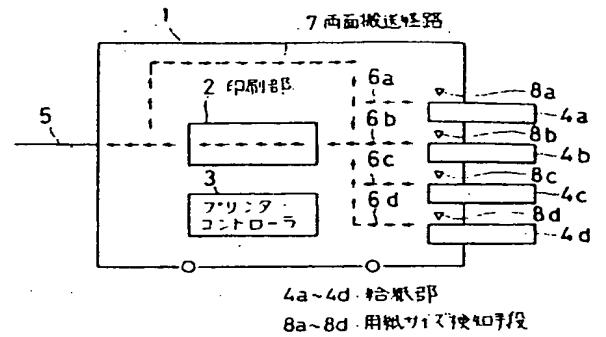 1
7 両面搬送経路
2 印刷部
6a
8a
4a
5
6b
8b
4b
3
プリンタ・
コントローラ
6c
8c
4c
6d
8d
4d
4a~4d・給紙部
8a~8d・用紙サイズ検知手段